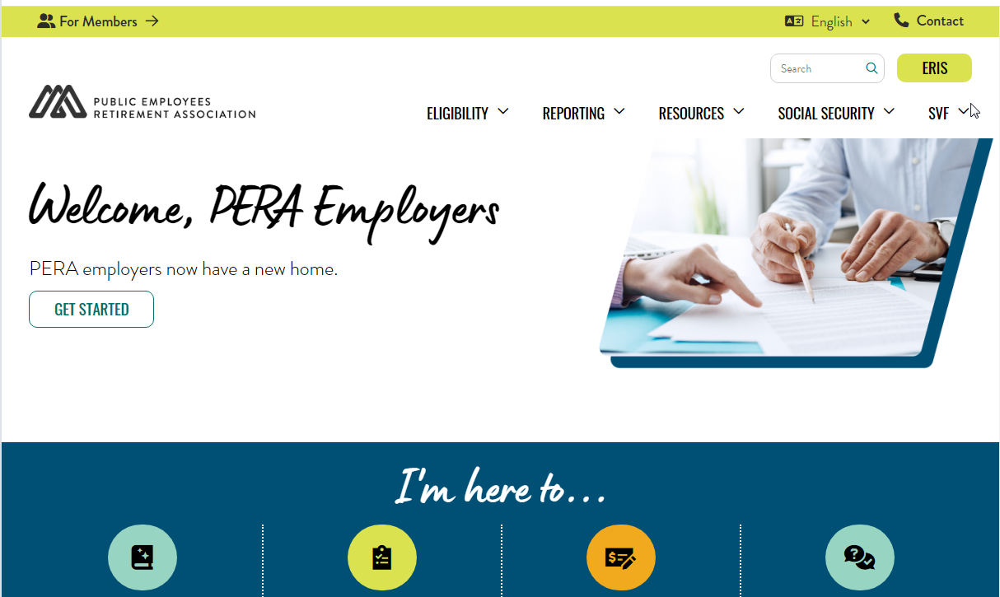 For Members
English
Contact
Search
ERIS
PUBLIC EMPLOYEES
RETIREMENT ASSOCIATION
ELIGIBILITY
REPORTING
RESOURCES
SOCIAL SECURITY
SVF
Welcome, PERA Employers
PERA employers now have a new home.
GET STARTED
I'm here to...